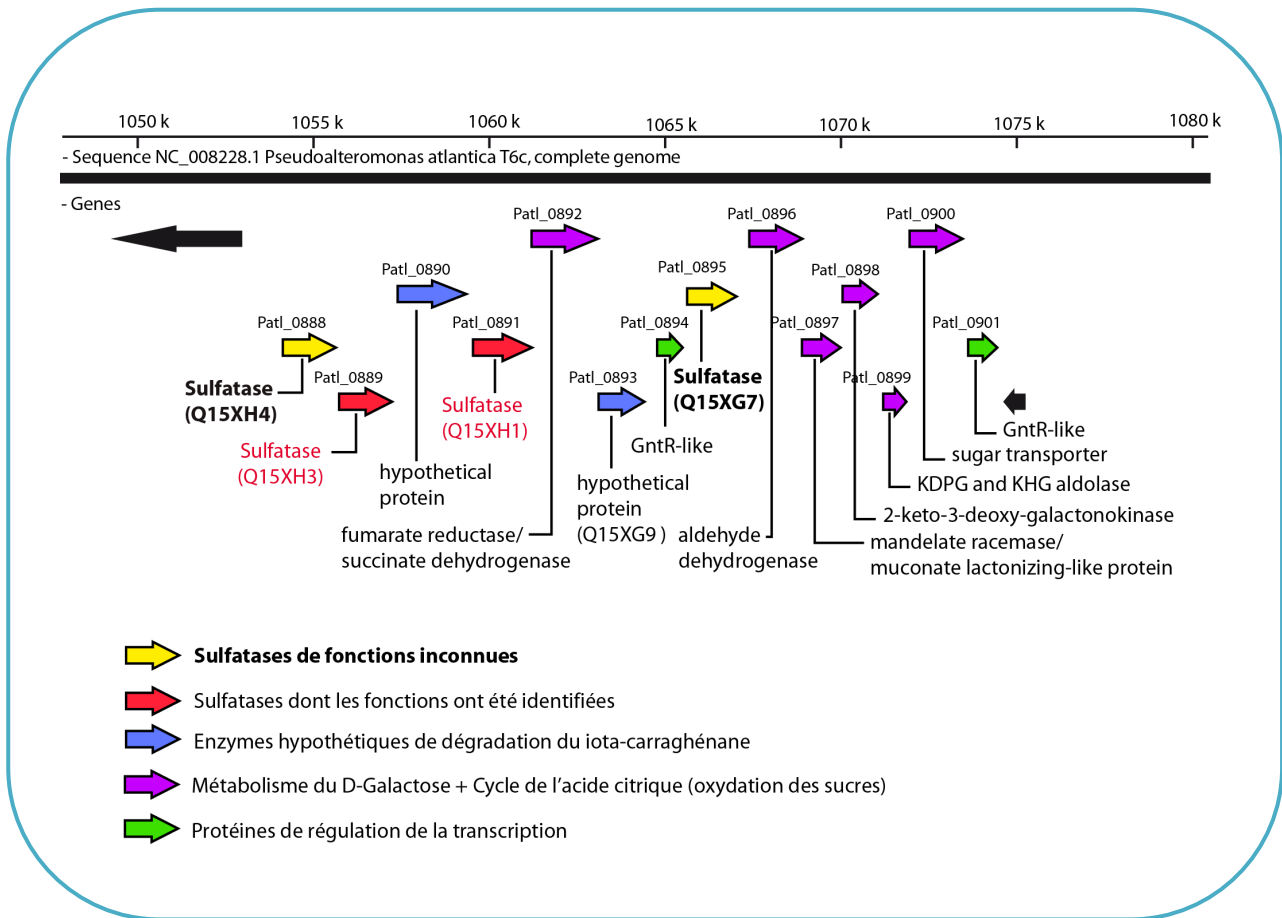 1050 k
1055 k
1060 k
1065 k
1070 k
1075 k
1080 k
- Sequence NC_008228.1 Pseudoalteromonas atlantica T6c, complete genome
- Genes
Patl_0892
Patl_0896
Patl_0900
Patl_0890
Patl_0895
Patl_0898
Patl_0888
Patl_0891
Patl_0894
Patl_0897
Patl_0901
Patl_0889
Patl_0893
Patl_0899
Sulfatase
(Q15XH4)
Sulfatase
(Q15XH3)
hypothetical
protein
Sulfatase
(Q15XH1)
fumarate reductase/
succinate dehydrogenase
hypothetical
protein
(Q15XG9 )
GntR-like
Sulfatase
(Q15XG7)
aldehyde
dehydrogenase
GntR-like
sugar transporter
KDPG and KHG aldolase
2-keto-3-deoxy-galactonokinase
mandelate racemase/
muconate lactonizing-like protein
Sulfatases de fonctions inconnues
Sulfatases dont les fonctions ont été identifiées
Enzymes hypothétiques de dégradation du iota-carraghénane
Métabolisme du D-Galactose + Cycle de l'acide citrique (oxydation des sucres)
Protéines de régulation de la transcription